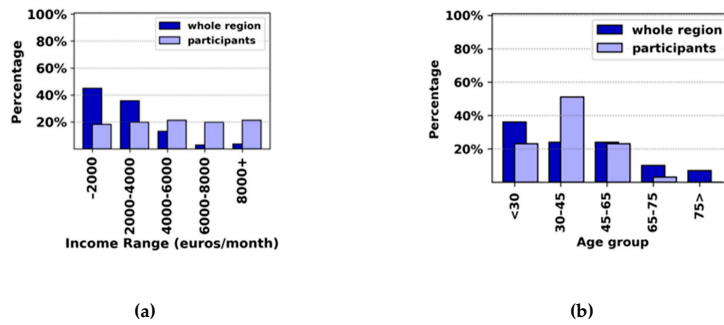 100%
80%
60%
40%
20%
Percentage
whole region
participants
-2000
2000-4000
4000-6000
6000-8000
8000+
Income Range (euros/month)
(a)
100%
80%
60%
40%
20%
Percentage
whole region
participants
<30
30-45
45-65
65-75
75>
Age group
(b)